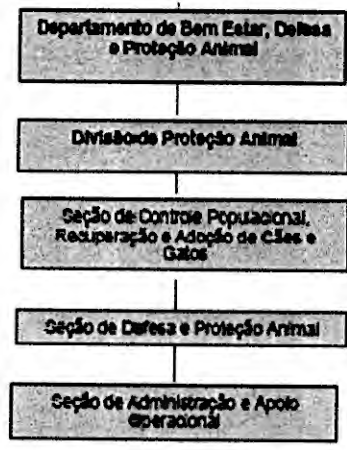 Departamento de Bem Estar, Defesa
e Proteção Animal
Divisão de Proteção Animal
Seção de Controle Populacional,
Recuperação e Adoção de Cães e
Gatos
Seção de Defesa e Proteção Animal
Seção de Administração e Apoio
Operacional